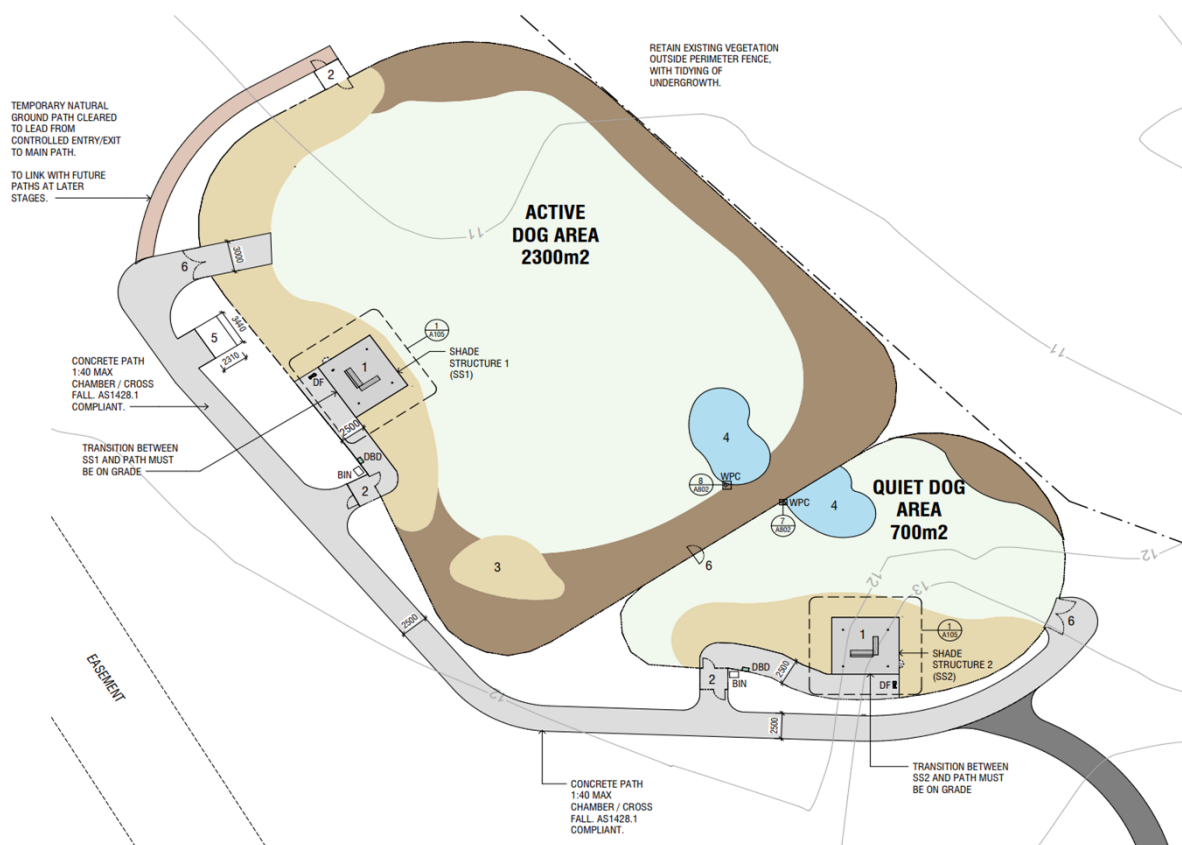 RETAIN EXISTING VEGETATION
OUTSIDE PERIMETER FENCE,
WITH TIDYING OF
UNDERGROWTH.
2
TEMPORARY NATURAL
GROUND PATH CLEARED
TO LEAD FROM
CONTROLLED ENTRY/EXIT
TO MAIN PATH.
TO LINK WITH FUTURE
PATHS AT LATER
STAGES.
ACTIVE
DOG AREA
2300m2
11
11
6
3000
5
3440
2310
1
A105
SHADE
STRUCTURE 1
(SS1)
1
DF
CONCRETE PATH
1:40 MAX
CHAMBER / CROSS
FALL. AS1428.1
COMPLIANT.
2500
TRANSITION BETWEEN
SS1 AND PATH MUST
BE ON GRADE
DBD
BIN
2
4
WPC
8
A802
WPC
7
A802
4
QUIET DOG
AREA
700m2
3
6
12
12
13
2500
1
6
1
A105
SHADE
STRUCTURE 2
(SS2)
DBD
BIN
2
2500
DF
EASEMENT
12
2500
TRANSITION BETWEEN
SS2 AND PATH MUST
BE ON GRADE
CONCRETE PATH
1:40 MAX
CHAMBER / CROSS
FALL. AS1428.1
COMPLIANT.